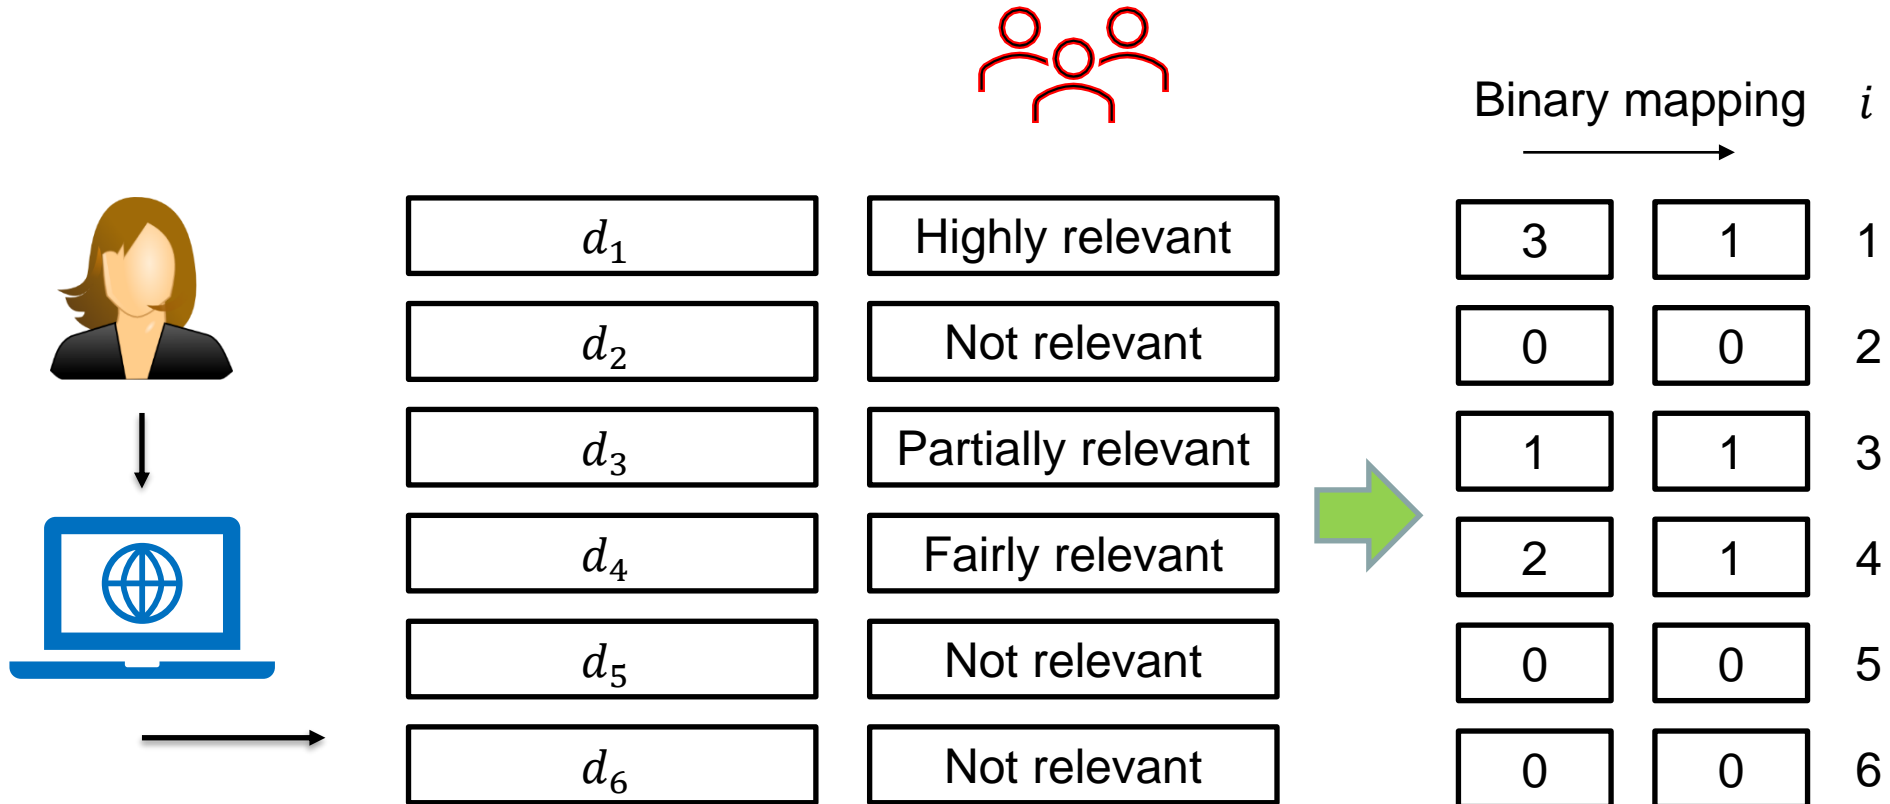 Binary mapping i
d₁ Highly relevant 3 1 1
d₂ Not relevant 0 0 2
d₃ Partially relevant 1 1 3
d₄ Fairly relevant 2 1 4
d₅ Not relevant 0 0 5
d₆ Not relevant 0 0 6